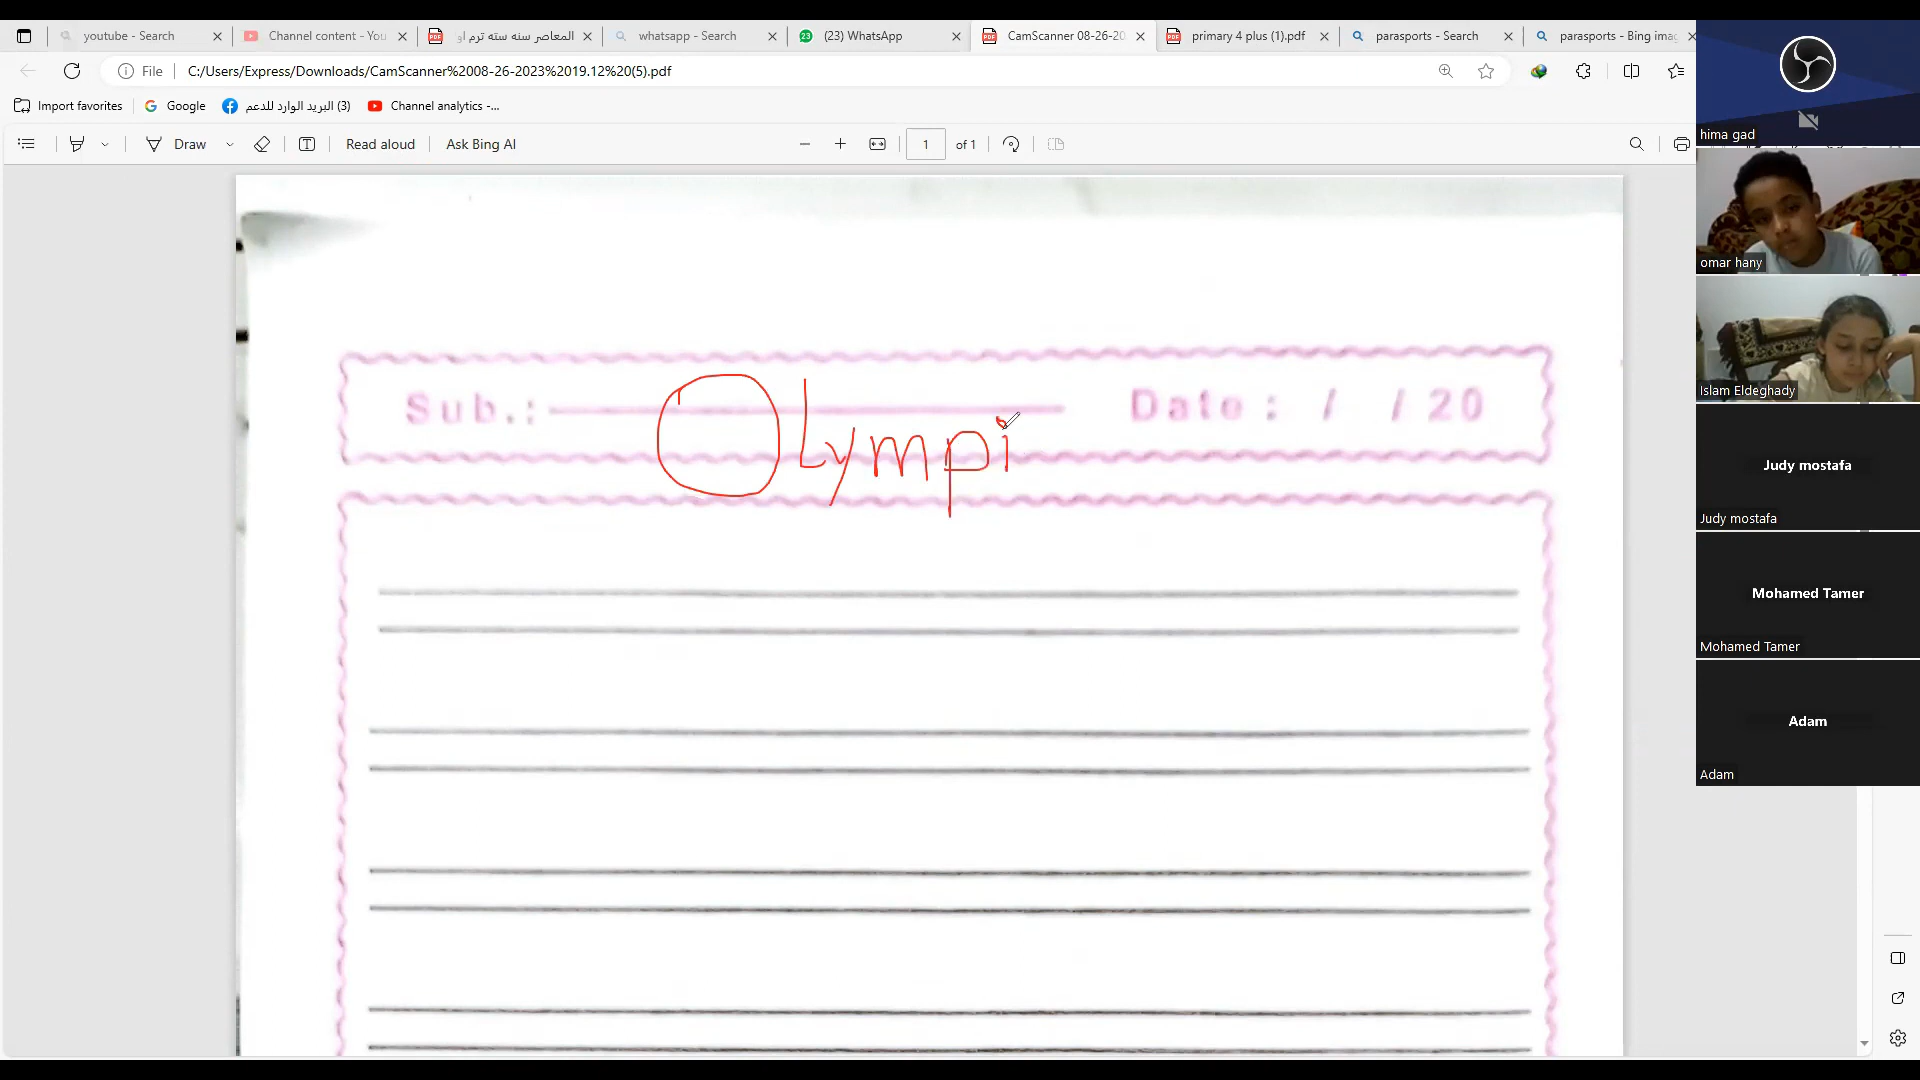 youtube - Search
Channel content - You
المعاصر سنه سته ترم او
whatsapp - Search
23
(23) WhatsApp
CamScanner 08-26-20
primary 4 plus (1).pdf
parasports - Search
parasports - Bing imag
File
C:/Users/Express/Downloads/CamScanner%2008-26-2023%2019.12%20(5).pdf
Import favorites
Google
(3) البريد الوارد للدعم
Channel analytics -...
Draw
Read aloud
Ask Bing AI
1
of 1
Sub.:
Date: / / 20
OLympi
hima gad
omar hany
Islam Eldeghady
Judy mostafa
Judy mostafa
Mohamed Tamer
Mohamed Tamer
Adam
Adam